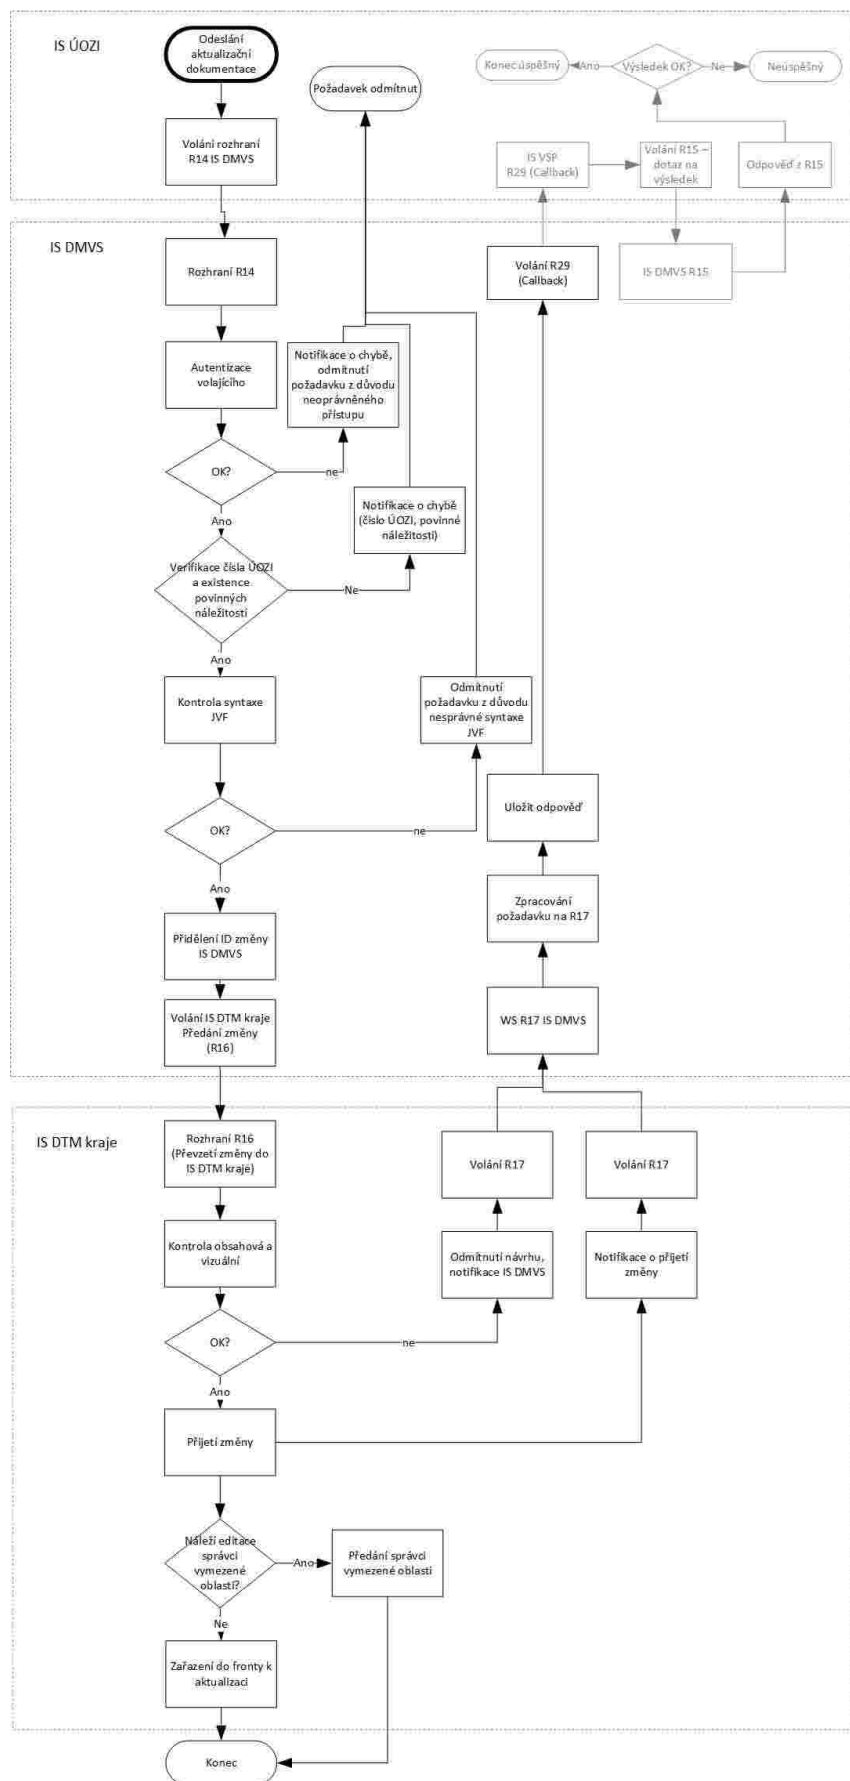 IS ÚOZI
Odeslání
aktualizační
dokumentace
Požadavek odmítnut
Konec úspěšný
Ano
Výsledek OK?
Ne
Neúspěšný
Volání rozhraní
R14 IS DMVS
IS VSP
R29 (Callback)
Volání R15 –
dotaz na
výsledek
Odpověď z R15
IS DMVS
Rozhraní R14
Volání R29
(Callback)
IS DMVS R15
Autentizace
volajícího
Notifikace o chybě,
odmítnutí
požadavku z důvodu
neoprávněného
přístupu
OK?
ne
Ano
Notifikace o chybě
(číslo ÚOZI, povinné
náležitosti)
Verifikace čísla ÚOZI
a existence
povinných
náležitostí
Ne
Ano
Kontrola syntaxe
JVF
Odmítnutí
požadavku z důvodu
nesprávné syntaxe
JVF
OK?
ne
Uložit odpověď
Ano
Zpracování
požadavku na R17
Přidělení ID změny
IS DMVS
Volání IS DTM kraje
Předání změny
(R16)
WS R17 IS DMVS
IS DTM kraje
Rozhraní R16
(Převzetí změny do
IS DTM kraje)
Volání R17
Volání R17
Kontrola obsahová a
vizuální
Odmítnutí návrhu,
notifikace IS DMVS
Notifikace o přijetí
změny
OK?
ne
Ano
Přijetí změny
Náleží editace
správci
vymezené
oblasti?
Ano
Předání správci
vymezené oblasti
Ne
Zařazení do fronty k
aktualizaci
Konec